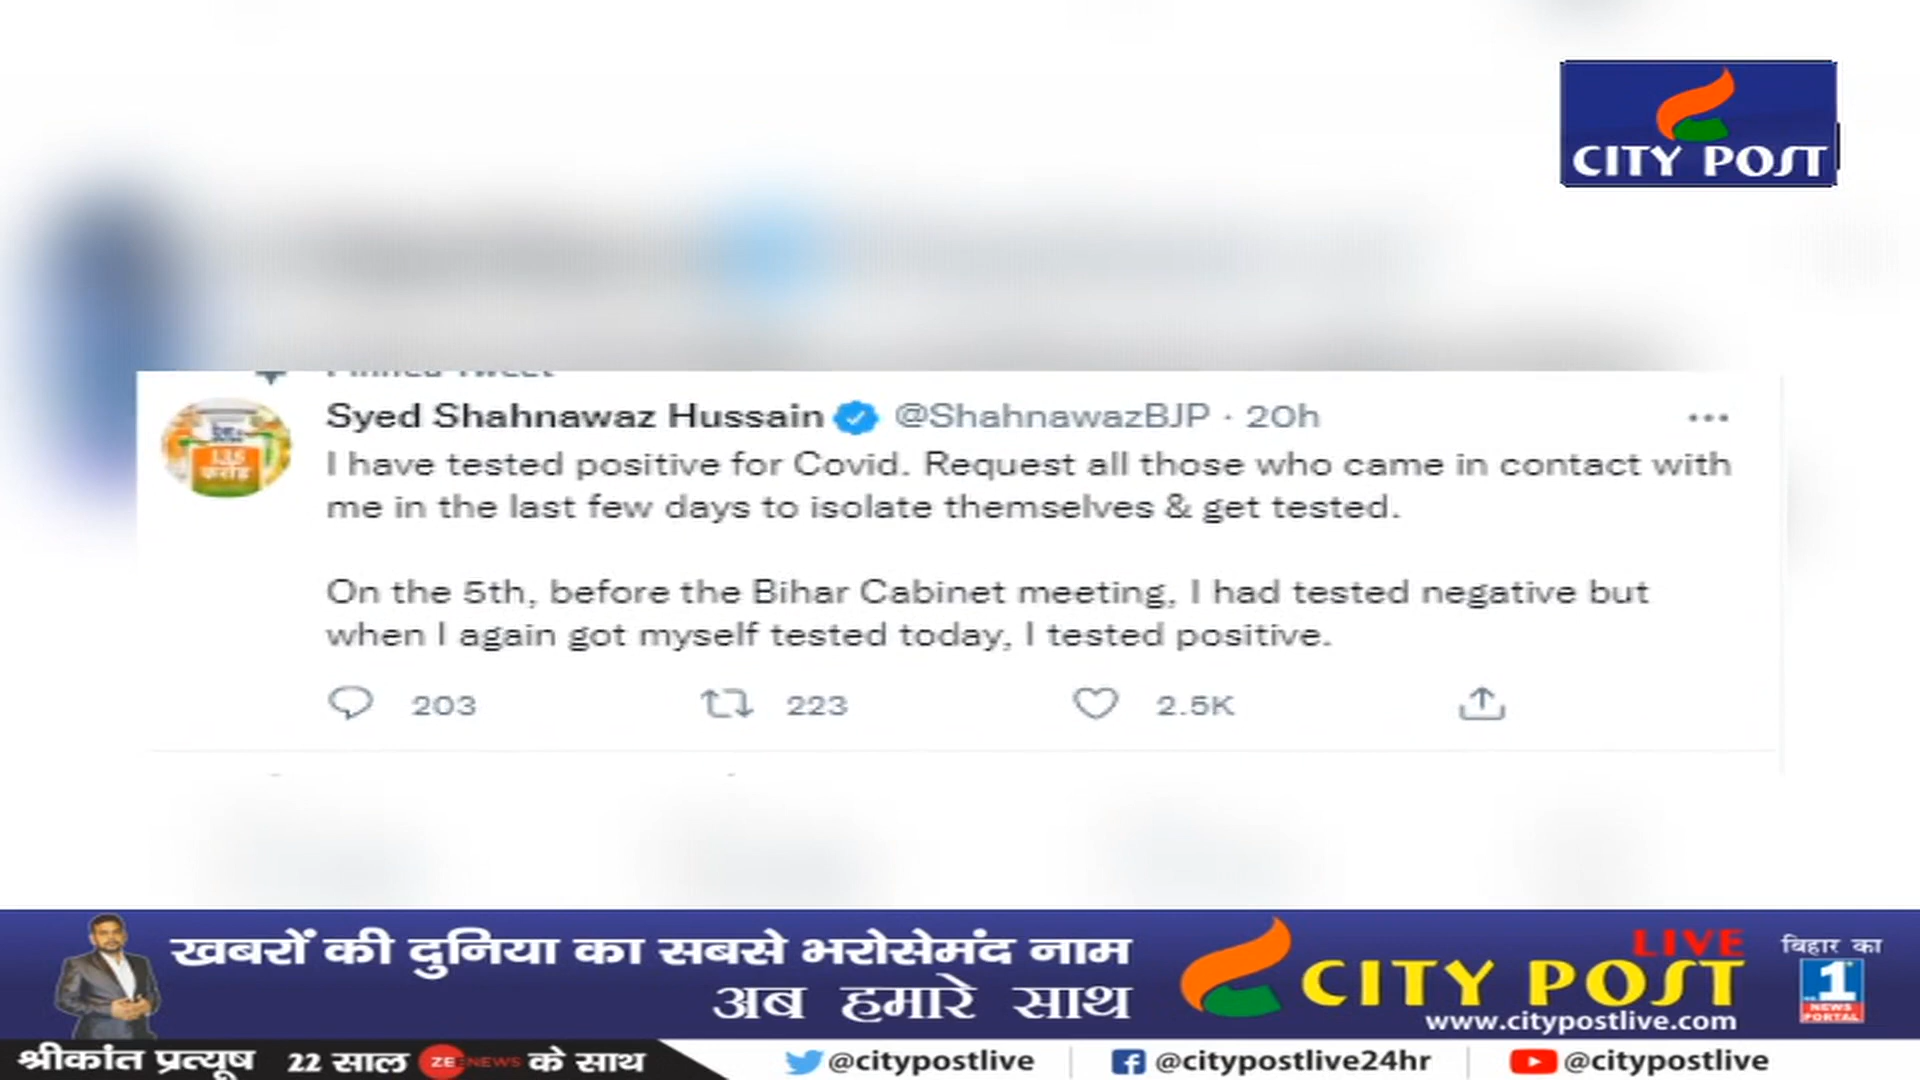 CITY POST
Pinned Tweet
Syed Shahnawaz Hussain @ShahnawazBJP · 20h
I have tested positive for Covid. Request all those who came in contact with
me in the last few days to isolate themselves & get tested.
On the 5th, before the Bihar Cabinet meeting, I had tested negative but
when I again got myself tested today, I tested positive.
203 223 2.5K
खबरों की दुनिया का सबसे भरोसेमंद नाम
अब हमारे साथ
LIVE
CITY POST
www.citypostlive.com
बिहार का
1
NEWS
PORTAL
श्रीकांत प्रत्यूष 22 साल ZEE NEWS के साथ
@citypostlive @citypostlive24hr @citypostlive